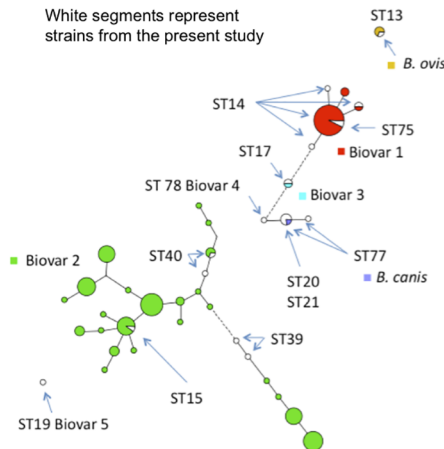 White segments represent
strains from the present study
ST13
B. ovis
ST14
ST75
Biovar 1
ST17
ST 78 Biovar 4
Biovar 3
ST40
Biovar 2
ST77
ST20
ST21
B. canis
ST39
ST15
ST19 Biovar 5